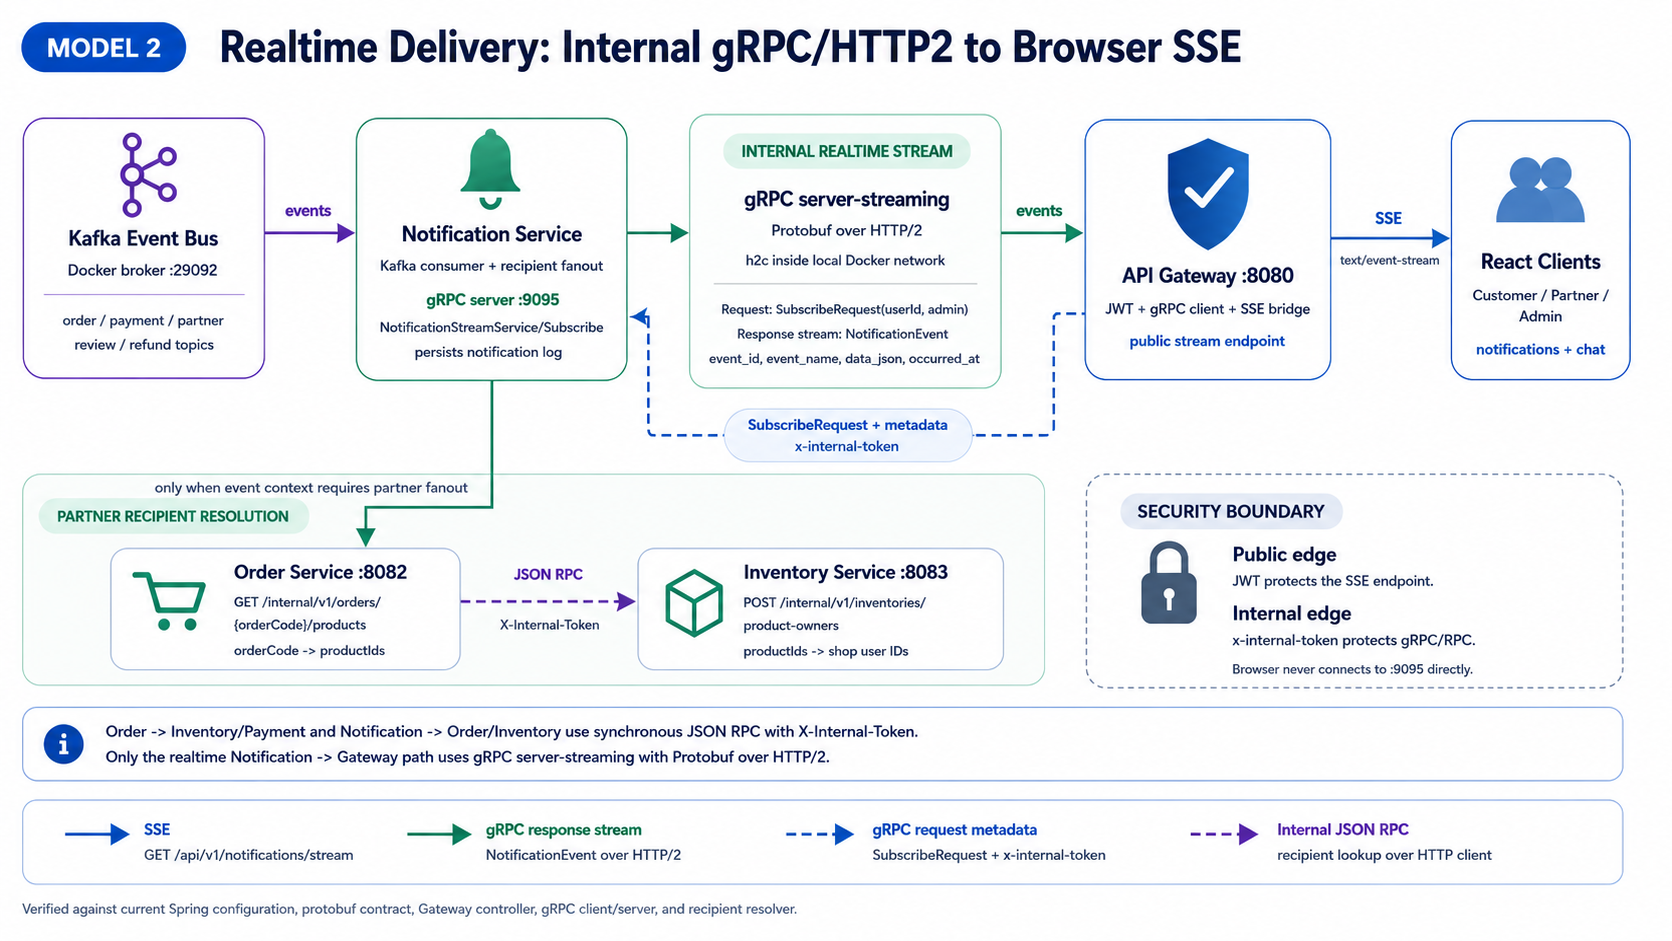 MODEL 2
Realtime Delivery: Internal gRPC/HTTP2 to Browser SSE
Kafka Event Bus
Docker broker :29092
order / payment / partner
review / refund topics
events
Notification Service
Kafka consumer + recipient fanout
gRPC server :9095
NotificationStreamService/Subscribe
persists notification log
INTERNAL REALTIME STREAM
gRPC server-streaming
Protobuf over HTTP/2
h2c inside local Docker network
Request: SubscribeRequest(userId, admin)
Response stream: NotificationEvent
event_id, event_name, data_json, occurred_at
events
API Gateway :8080
JWT + gRPC client + SSE bridge
public stream endpoint
SSE
text/event-stream
React Clients
Customer / Partner /
Admin
notifications + chat
SubscribeRequest + metadata
x-internal-token
only when event context requires partner fanout
PARTNER RECIPIENT RESOLUTION
Order Service :8082
GET /internal/v1/orders/
{orderCode}/products
orderCode -> productIds
JSON RPC
X-Internal-Token
Inventory Service :8083
POST /internal/v1/inventories/
product-owners
productIds -> shop user IDs
SECURITY BOUNDARY
Public edge
JWT protects the SSE endpoint.
Internal edge
x-internal-token protects gRPC/RPC.
Browser never connects to :9095 directly.
Order -> Inventory/Payment and Notification -> Order/Inventory use synchronous JSON RPC with X-Internal-Token.
Only the realtime Notification -> Gateway path uses gRPC server-streaming with Protobuf over HTTP/2.
SSE
GET /api/v1/notifications/stream
gRPC response stream
NotificationEvent over HTTP/2
gRPC request metadata
SubscribeRequest + x-internal-token
Internal JSON RPC
recipient lookup over HTTP client
Verified against current Spring configuration, protobuf contract, Gateway controller, gRPC client/server, and recipient resolver.